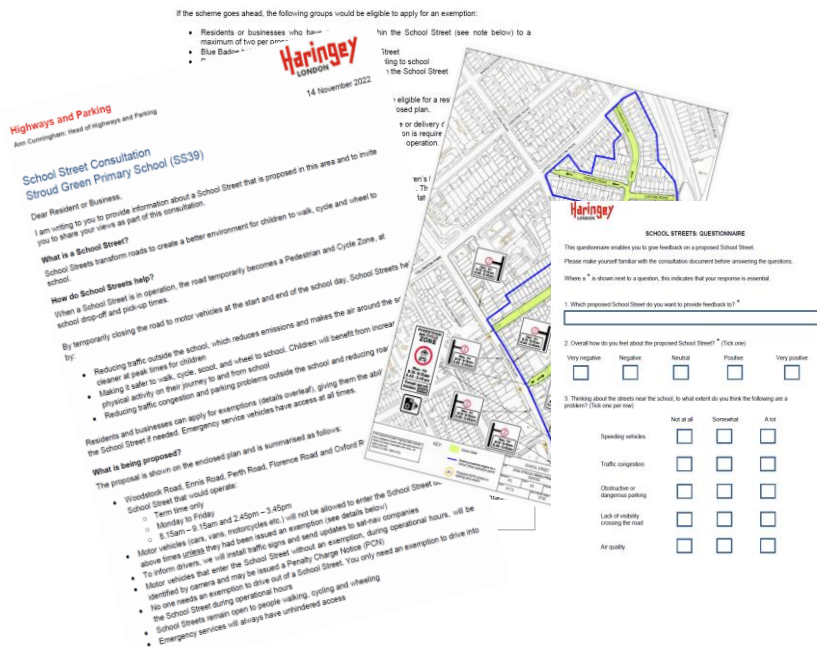 If the scheme goes ahead, the following groups would be eligible to apply for an exemption:
Residents or businesses who have
in the School Street (see note below) to a
maximum of two per
Blue Badge
Street
ling to school
n the School Street
eligible for a res
osed plan.
e or delivery
on is require
operation.
Haringey
LONDON
14 November 2022
Highways and Parking
Ann Cunningham: Head of Highways and Parking
School Street Consultation
Stroud Green Primary School (SS39)
Dear Resident or Business,
I am writing to you to provide information about a School Street that is proposed in this area and to invite
you to share your views as part of this consultation.
What is a School Street?
School Streets transform roads to create a better environment for children to walk, cycle and wheel to
school.
How do School Streets help?
When a School Street is in operation, the road temporarily becomes a Pedestrian and Cycle Zone, at
school drop-off and pick-up times.
By temporarily closing the road to motor vehicles at the start and end of the school day, School Streets
by:
Reducing traffic outside the school, which reduces emissions and makes the air around the
cleaner at peak times for children
Making it safer to walk, cycle, scoot, and wheel to school. Children will benefit from
physical activity on their journey to and from school
Reducing traffic congestion and parking problems outside the school and reducing
Residents and businesses can apply for exemptions (details overleaf), giving them the
the School Street if needed. Emergency service vehicles have access at all times.
What is being proposed?
The proposal is shown on the enclosed plan and is summarised as follows:
Woodstock Road, Ennis Road, Perth Road, Florence Road and Oxford
School Street that would operate:
Term time only
Monday to Friday
8.15am – 9.15am and 2.45pm – 3.45pm
Motor vehicles (cars, vans, motorcycles etc.) will not be allowed to enter the School Street
above times unless they had been issued an exemption (see details below)
To inform drivers, we will install traffic signs and send updates to sat-nav companies
Motor vehicles that enter the School Street without an exemption, during operational hours, will be
identified by camera and may be issued a Penalty Charge Notice (PCN)
No one needs an exemption to drive out of a School Street. You only need an exemption to drive into
the School Street during operational hours
School Streets remain open to people walking, cycling and wheeling
Emergency services will always have unhindered access
PEDESTRIAN
ZONE
KEY
Haringey
LONDON
SCHOOL STREETS: QUESTIONNAIRE
This questionnaire enables you to give feedback on a proposed School Street.
Please make yourself familiar with the consultation document before answering the questions.
Where a * is shown next to a question, this indicates that your response is essential.
1. Which proposed School Street do you want to provide feedback to? *
2. Overall how do you feel about the proposed School Street? * (Tick one)
Very negative Negative Neutral Positive Very positive
3. Thinking about the streets near the school, to what extent do you think the following are a
problem? (Tick one per row)
Not at all Somewhat A lot
Speeding vehicles
Traffic congestion
Obstructive or
dangerous parking
Lack of visibility
crossing the road
Air quality